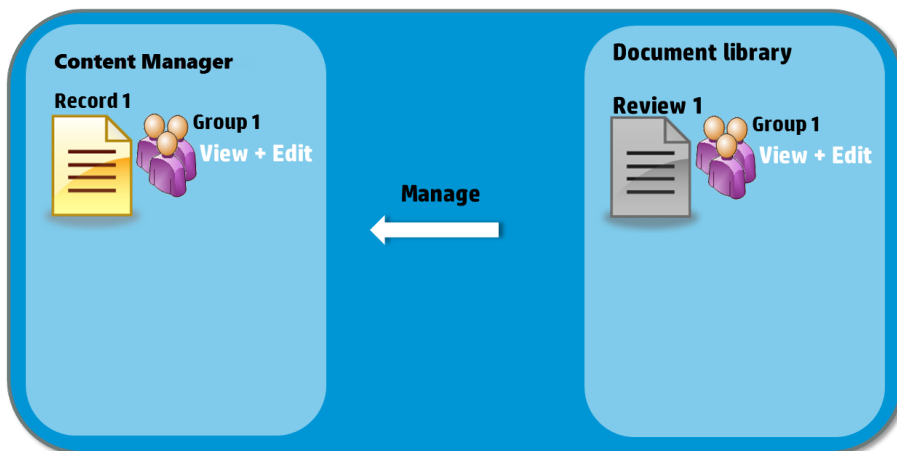 Content Manager
Record 1
Group 1
View + Edit
Manage
Document library
Review 1
Group 1
View + Edit